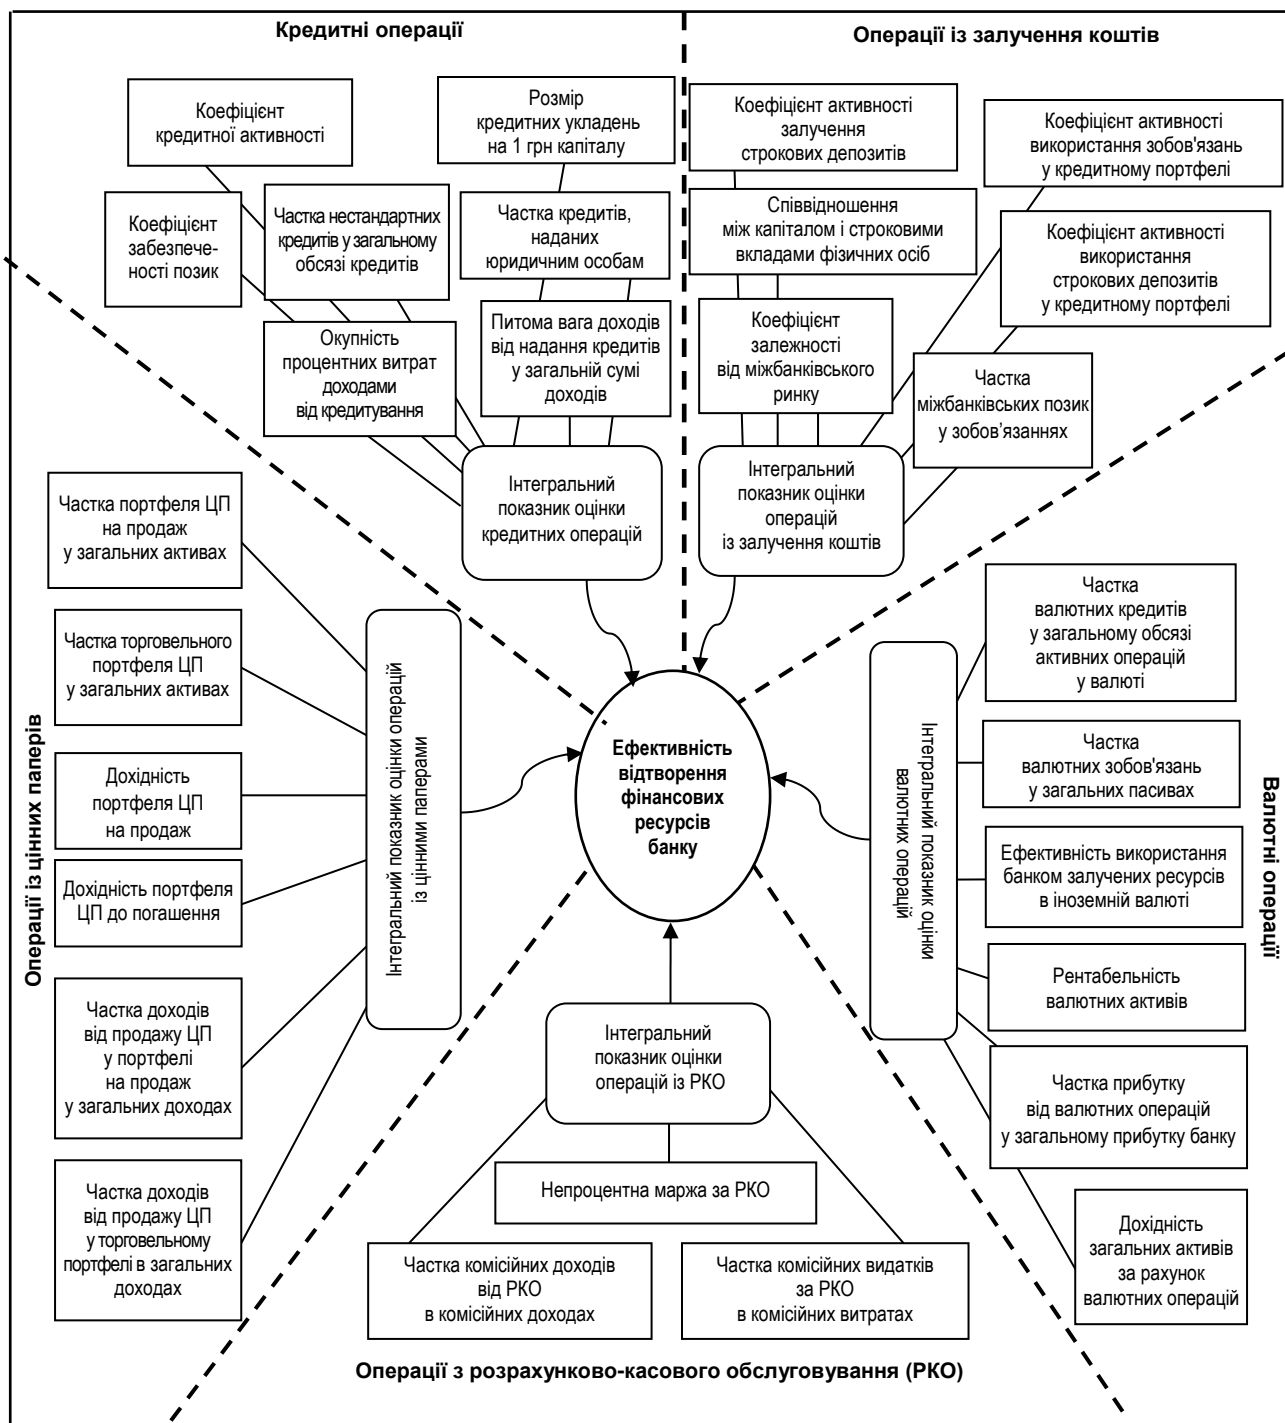 Кредитні операції
Операції із залучення коштів
Коефіцієнт
кредитної активності
Розмір
кредитних укладень
на 1 грн капіталу
Коефіцієнт
забезпече-
ності позик
Частка нестандартних
кредитів у загальному
обсязі кредитів
Частка кредитів,
наданих
юридичним особам
Окупність
процентних витрат
доходами
від кредитування
Питома вага доходів
від надання кредитів
у загальній сумі
доходів
Інтегральний
показник оцінки
кредитних операцій
Коефіцієнт активності
залучення
строкових депозитів
Коефіцієнт активності
використання зобов'язань
у кредитному портфелі
Співвідношення
між капіталом і строковими
вкладами фізичних осіб
Коефіцієнт активності
використання
строкових депозитів
у кредитному портфелі
Коефіцієнт
залежності
від міжбанківського
ринку
Частка
міжбанківських позик
у зобов’язаннях
Інтегральний
показник оцінки
операцій
із залучення коштів
Операції із цінних паперів
Частка портфеля ЦП
на продаж
у загальних активах
Частка торговельного
портфеля ЦП
у загальних активах
Дохідність
портфеля ЦП
на продаж
Дохідність портфеля
ЦП до погашення
Частка доходів
від продажу ЦП
у портфелі
на продаж
у загальних доходах
Частка доходів
від продажу ЦП
у торговельному
портфелі в загальних
доходах
Інтегральний показник оцінки операцій
із цінними паперами
Ефективність
відтворення
фінансових
ресурсів
банку
Інтегральний показник оцінки
валютних операцій
Частка
валютних кредитів
у загальному обсязі
активних операцій
у валюті
Частка
валютних зобов'язань
у загальних пасивах
Ефективність використання
банком залучених ресурсів
в іноземній валюті
Рентабельність
валютних активів
Частка прибутку
від валютних операцій
у загальному прибутку банку
Дохідність
загальних активів
за рахунок
валютних операцій
Валютні операції
Інтегральний
показник оцінки
операцій із РКО
Непроцентна маржа за РКО
Частка комісійних доходів
від РКО
в комісійних доходах
Частка комісійних видатків
за РКО
в комісійних витратах
Операції з розрахунково-касового обслуговування (РКО)